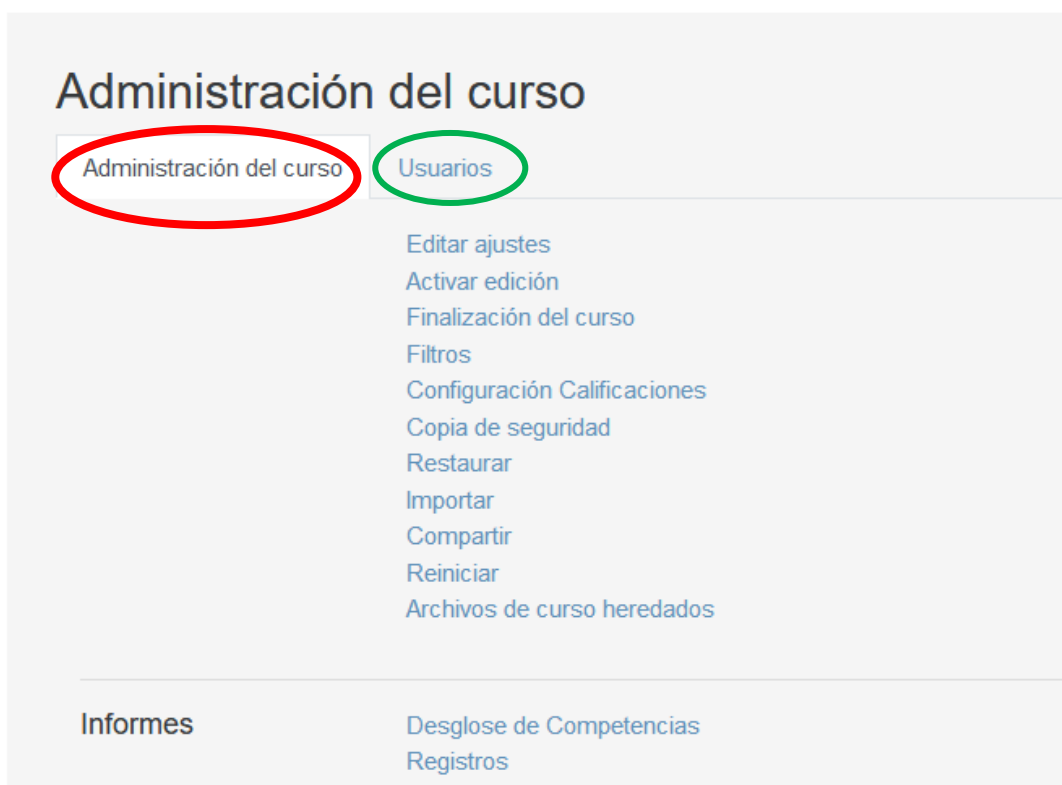 Administración del curso
Administración del curso Usuarios
Editar ajustes
Activar edición
Finalización del curso
Filtros
Configuración Calificaciones
Copia de seguridad
Restaurar
Importar
Compartir
Reiniciar
Archivos de curso heredados
Informes Desglose de Competencias
Registros